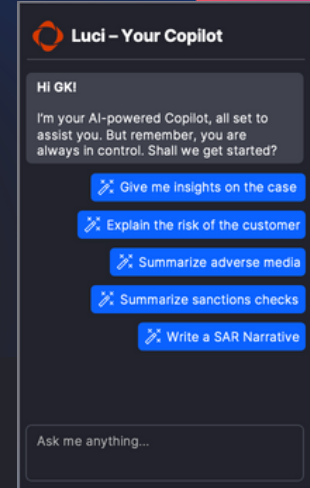 Luci – Your Copilot
Hi GK!
I'm your AI-powered Copilot, all set to
assist you. But remember, you are
always in control. Shall we get started?
Give me insights on the case
Explain the risk of the customer
Summarize adverse media
Summarize sanctions checks
Write a SAR Narrative
Ask me anything...